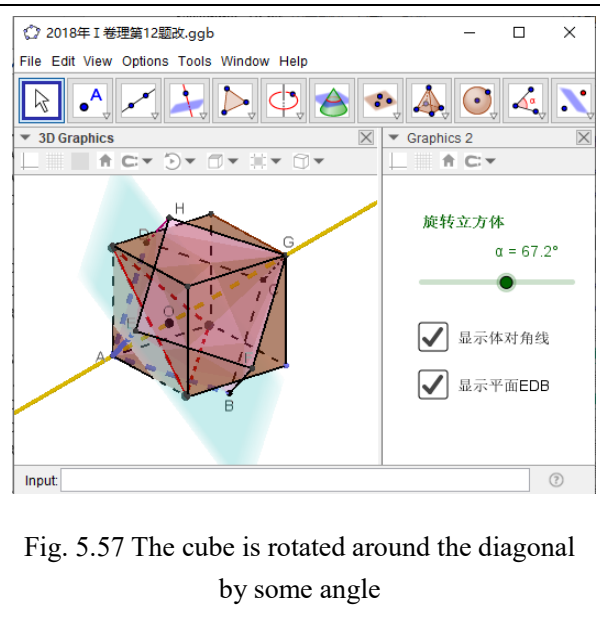 2018年 I 卷理第12题改.ggb
File Edit View Options Tools Window Help
A
α
3D Graphics
Graphics 2
H
D
G
C
O
E
A
B
旋转立方体
α = 67.2°
显示体对角线
显示平面EDB
Input:
Fig. 5.57 The cube is rotated around the diagonal
by some angle